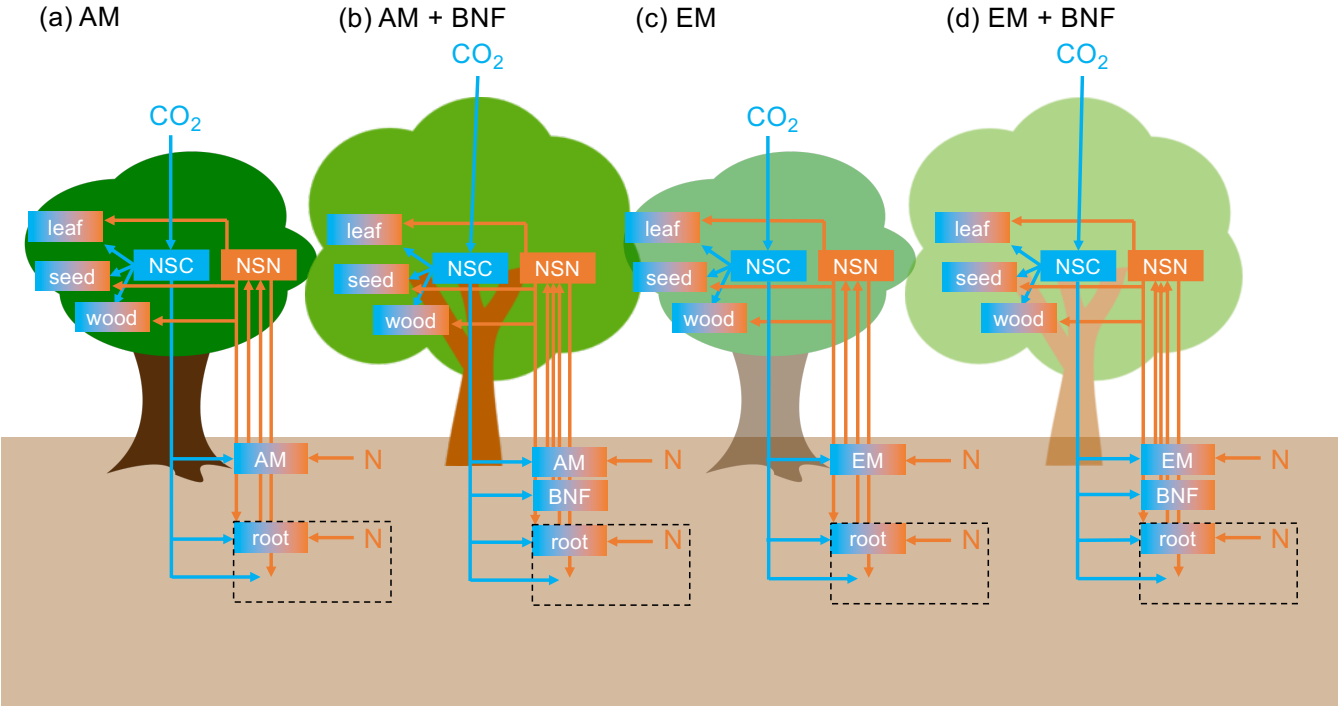 (a) AM
(b) AM + BNF
(c) EM
(d) EM + BNF
CO2
leaf
seed
wood
NSC
NSN
AM
N
root
N
CO2
leaf
seed
wood
NSC
NSN
AM
N
BNF
root
N
CO2
leaf
seed
wood
NSC
NSN
EM
N
root
N
CO2
leaf
seed
wood
NSC
NSN
EM
N
BNF
root
N